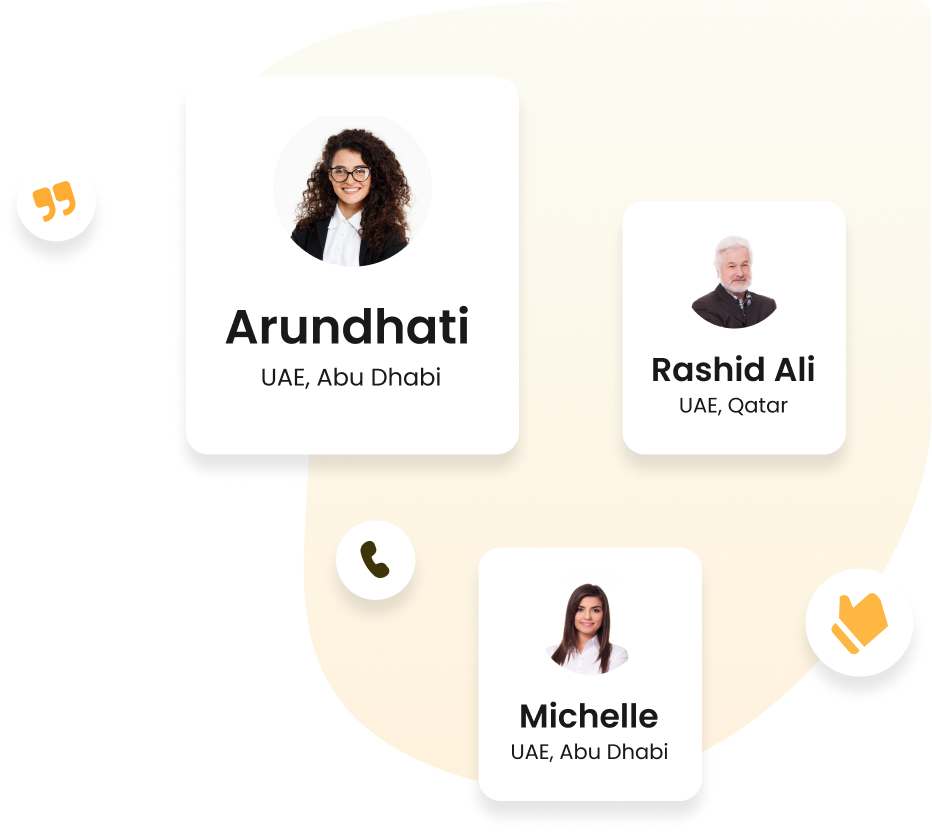 Arundhati
UAE, Abu Dhabi
Rashid Ali
UAE, Qatar
Michelle
UAE, Abu Dhabi